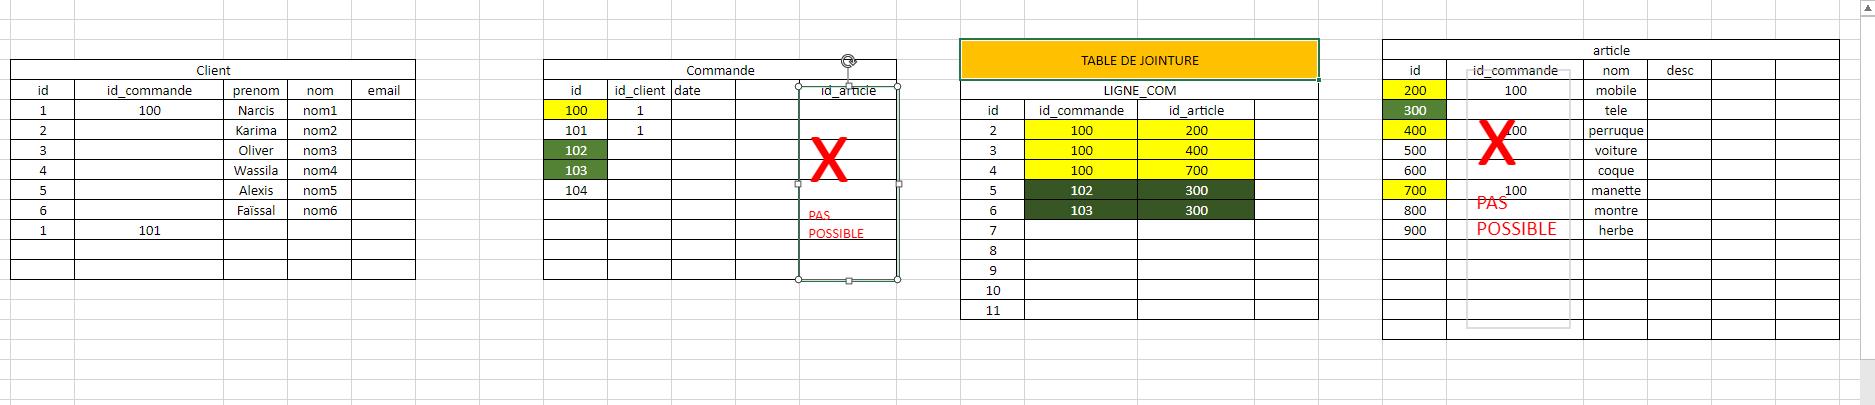 Client
id id_commande prenom nom email
1 100 Narcis nom1
2 Karima nom2
3 Oliver nom3
4 Wassila nom4
5 Alexis nom5
6 Faïssal nom6
1 101
Commande
id id_client date id_article
100 1
101 1
102
103
104
X
PAS
POSSIBLE
TABLE DE JOINTURE
LIGNE_COM
id id_commande id_article
2 100 200
3 100 400
4 100 700
5 102 300
6 103 300
7
8
9
10
11
article
id id_commande nom desc
200 100 mobile
300 tele
400 100 perruque
500 voiture
600 coque
700 100 manette
800 montre
900 herbe
X
PAS
POSSIBLE